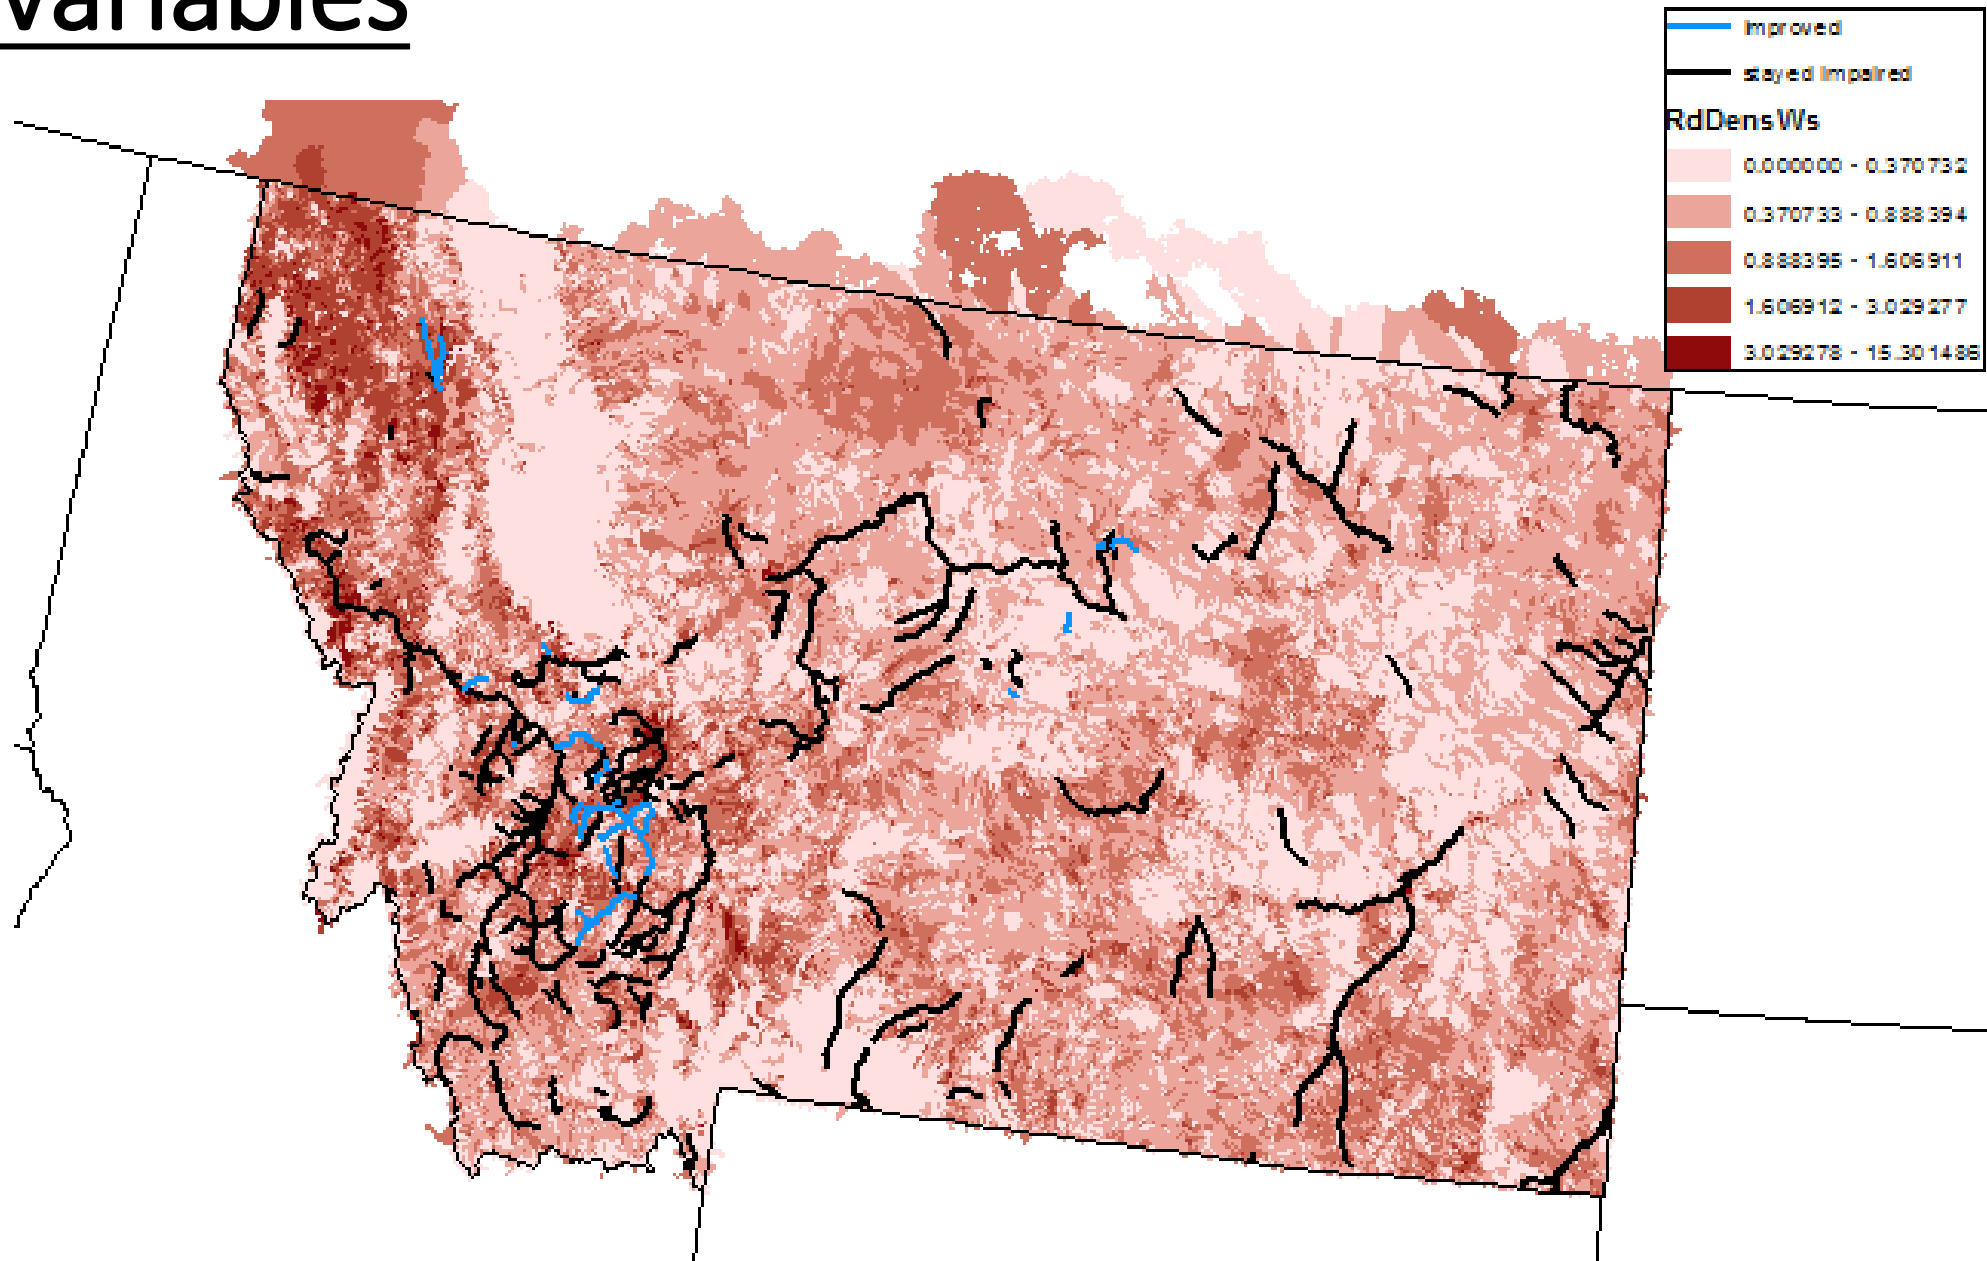 Variables
improved
stayed impaired
RdDensWs
0.000000 - 0.370732
0.370733 - 0.888394
0.888395 - 1.606911
1.606912 - 3.029277
3.029278 - 15.301486